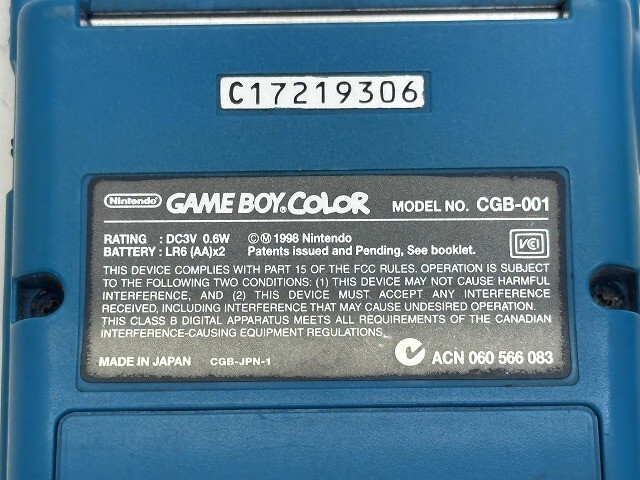 C17219306
Nintendo GAME BOY COLOR MODEL NO. CGB-001
RATING : DC3V 0.6W ©Ⓜ1998 Nintendo
BATTERY : LR6 (AA)x2 Patents issued and Pending, See booklet.
VCI
THIS DEVICE COMPLIES WITH PART 15 OF THE FCC RULES. OPERATION IS SUBJECT
TO THE FOLLOWING TWO CONDITIONS: (1) THIS DEVICE MAY NOT CAUSE HARMFUL
INTERFERENCE, AND (2) THIS DEVICE MUST ACCEPT ANY INTERFERENCE
RECEIVED, INCLUDING INTERFERENCE THAT MAY CAUSE UNDESIRED OPERATION.
THIS CLASS B DIGITAL APPARATUS MEETS ALL REQUIREMENTS OF THE CANADIAN
INTERFERENCE-CAUSING EQUIPMENT REGULATIONS.
MADE IN JAPAN CGB-JPN-1 ACN 060 566 083